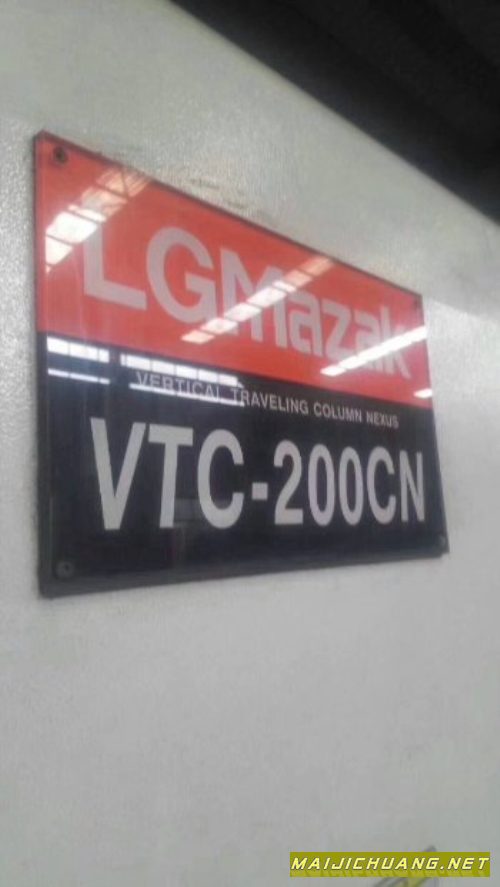 LGMazak
VERTICAL TRAVELING COLUMN NEXUS
VTC-200CN
MAIJICHUANG.NET